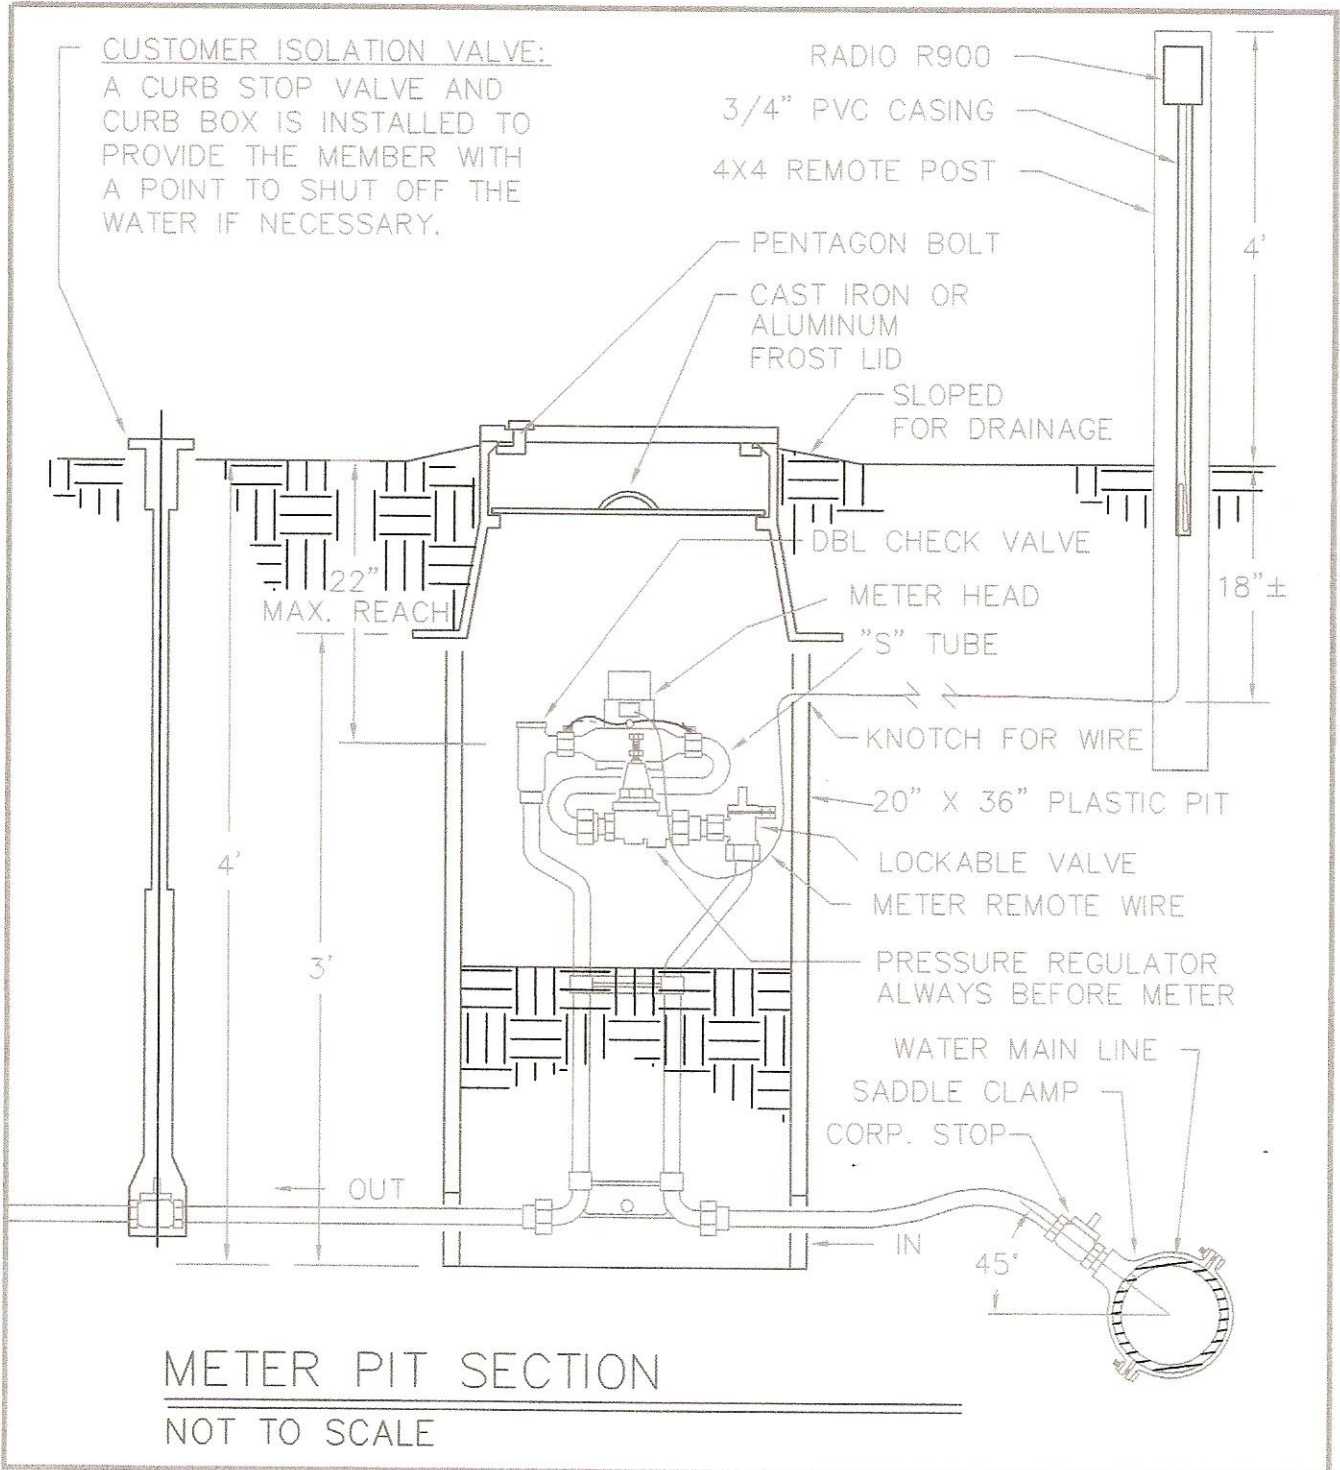 CUSTOMER ISOLATION VALVE:
A CURB STOP VALVE AND
CURB BOX IS INSTALLED TO
PROVIDE THE MEMBER WITH
A POINT TO SHUT OFF THE
WATER IF NECESSARY.
RADIO R900
3/4" PVC CASING
4X4 REMOTE POST
4'
PENTAGON BOLT
CAST IRON OR
ALUMINUM
FROST LID
SLOPED
FOR DRAINAGE
DBL CHECK VALVE
22"
MAX. REACH
METER HEAD
18"±
"S" TUBE
KNOTCH FOR WIRE
20" X 36" PLASTIC PIT
4'
LOCKABLE VALVE
METER REMOTE WIRE
3'
PRESSURE REGULATOR
ALWAYS BEFORE METER
WATER MAIN LINE
SADDLE CLAMP
CORP. STOP
OUT
IN
45°
METER PIT SECTION
NOT TO SCALE